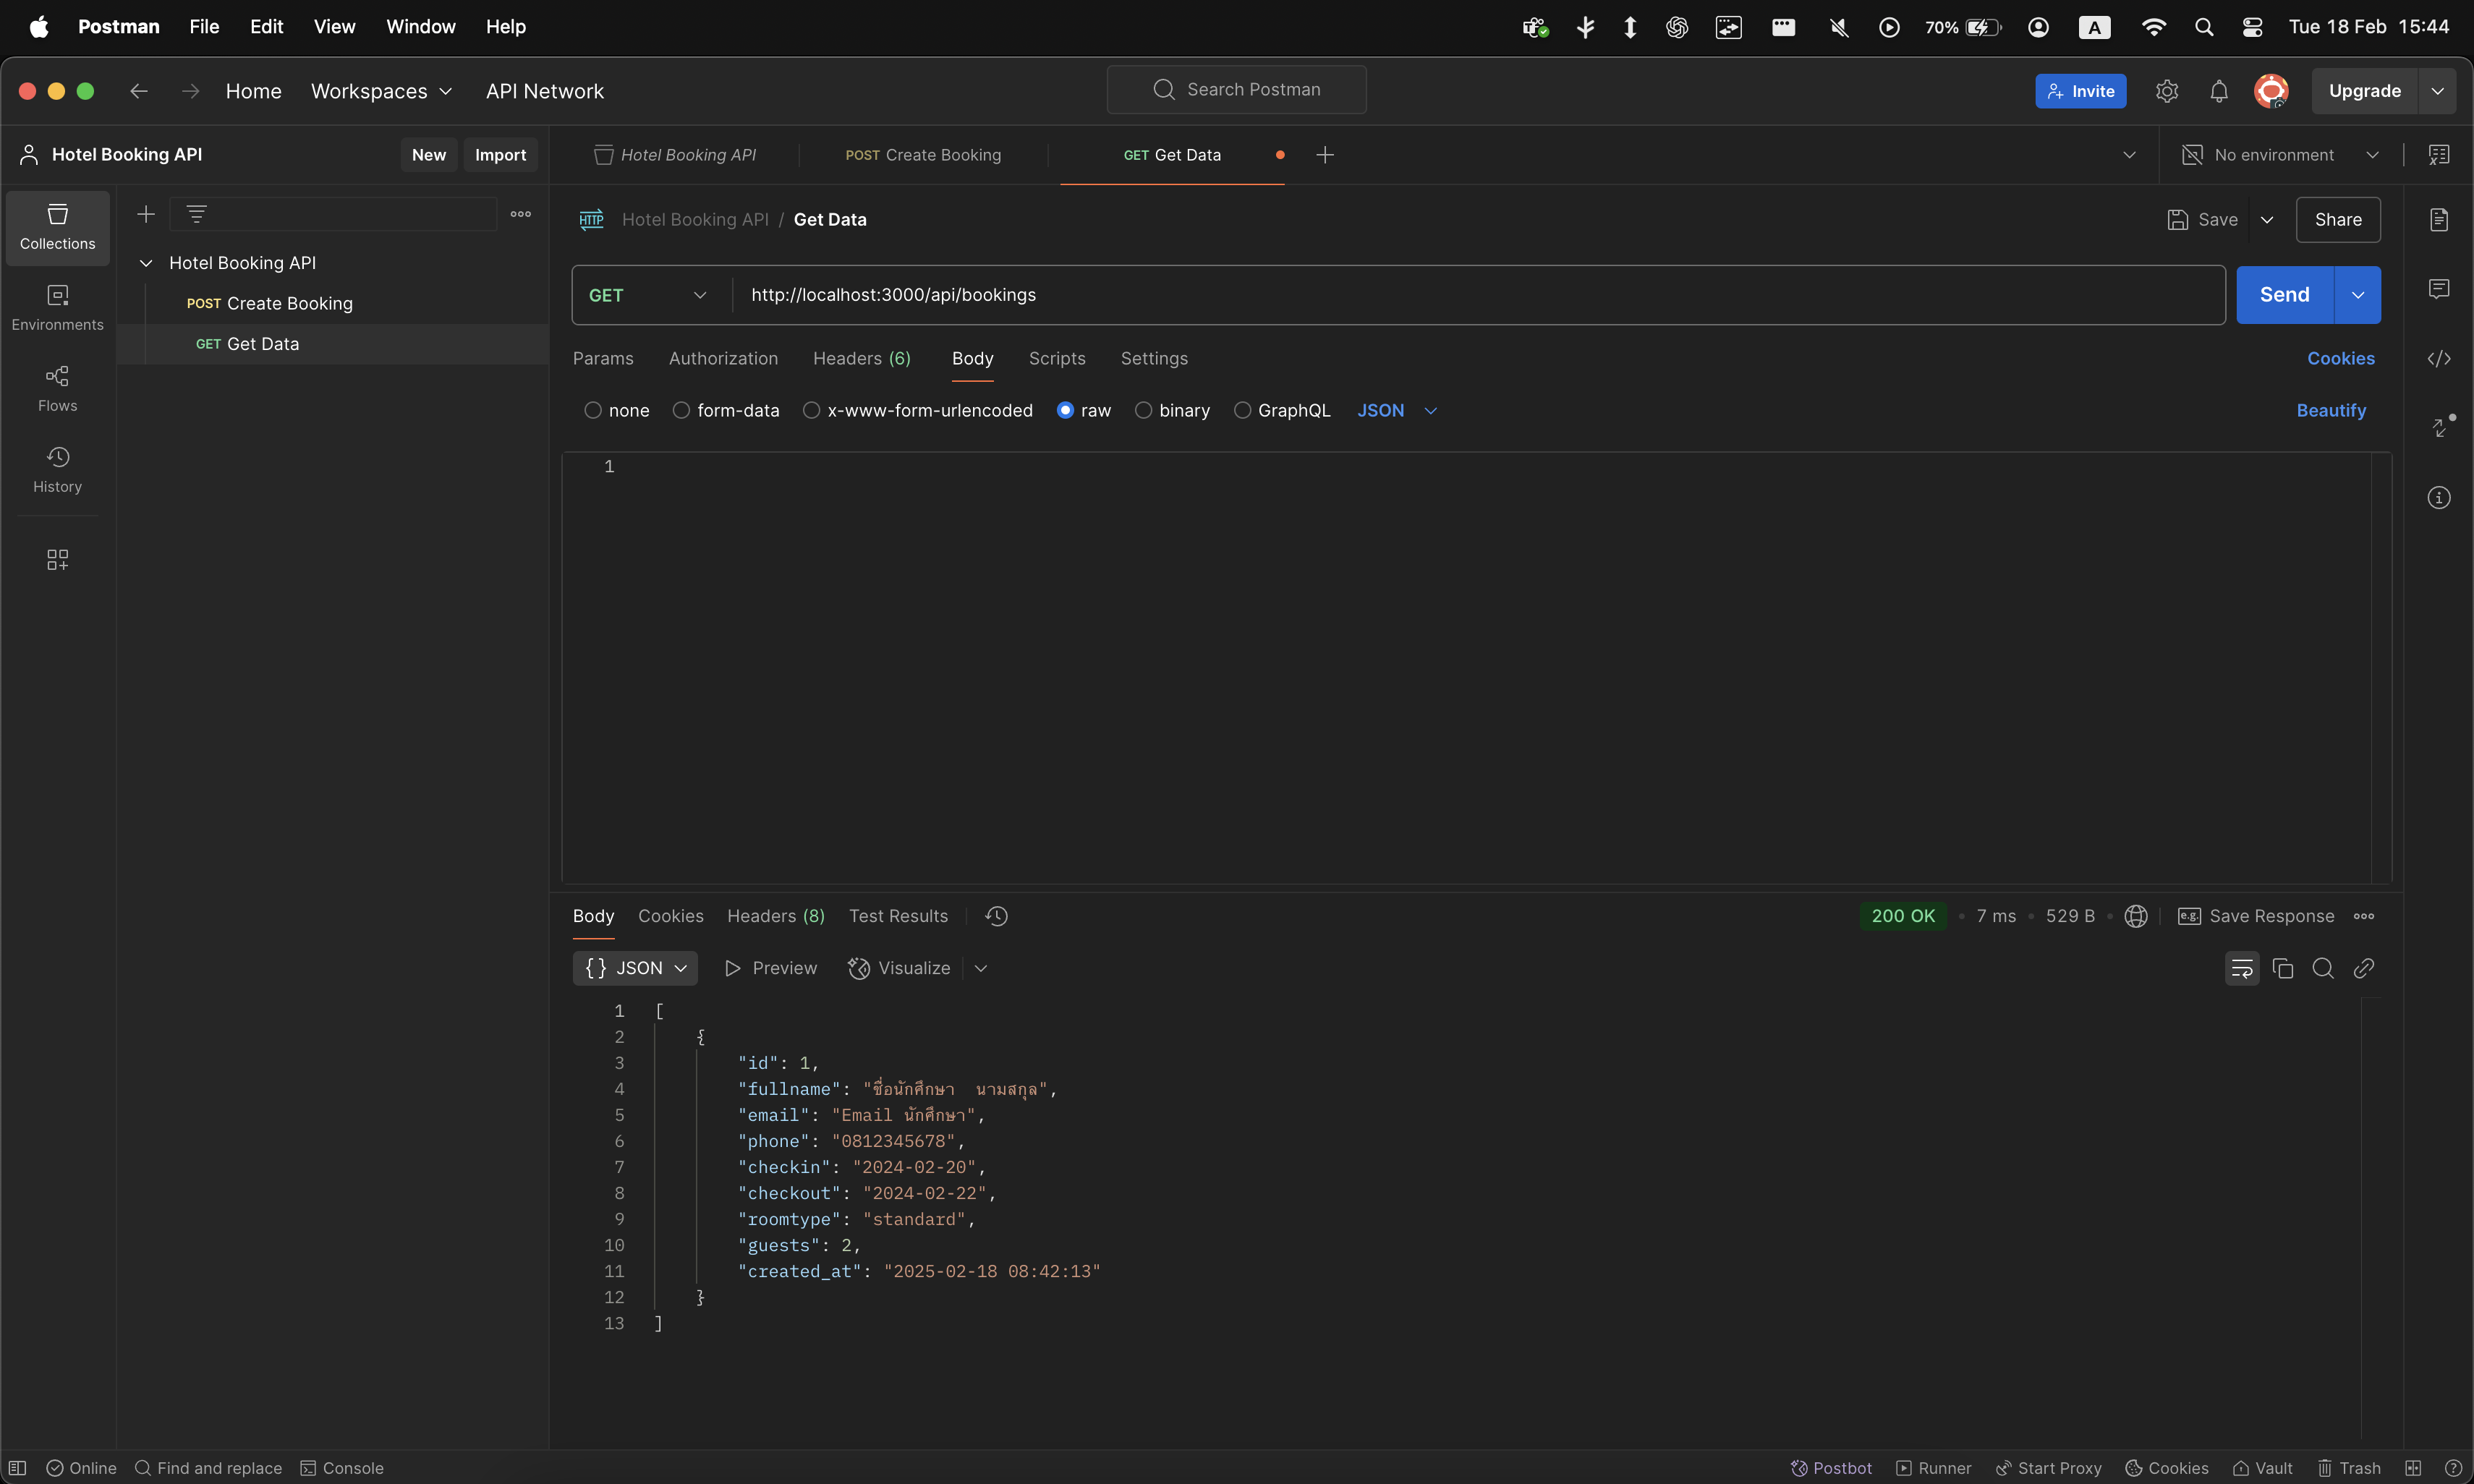 Postman File Edit View Window Help 70% A Tue 18 Feb 15:44
Home Workspaces API Network Search Postman Invite Upgrade
Hotel Booking API New Import Hotel Booking API POST Create Booking GET Get Data No environment
Collections
Environments
Flows
History
Hotel Booking API
POST Create Booking
GET Get Data
HTTP Hotel Booking API / Get Data Save Share
GET http://localhost:3000/api/bookings Send
Params Authorization Headers (6) Body Scripts Settings Cookies
none form-data x-www-form-urlencoded raw binary GraphQL JSON Beautify
1
Body Cookies Headers (8) Test Results 200 OK • 7 ms • 529 B • e.g. Save Response
{ } JSON Preview Visualize
1 [
2 {
3 "id": 1,
4 "fullname": "ชื่อนักศึกษา  นามสกุล",
5 "email": "Email นักศึกษา",
6 "phone": "0812345678",
7 "checkin": "2024-02-20",
8 "checkout": "2024-02-22",
9 "roomtype": "standard",
10 "guests": 2,
11 "created_at": "2025-02-18 08:42:13"
12 }
13 ]
Online Find and replace Console Postbot Runner Start Proxy Cookies Vault Trash